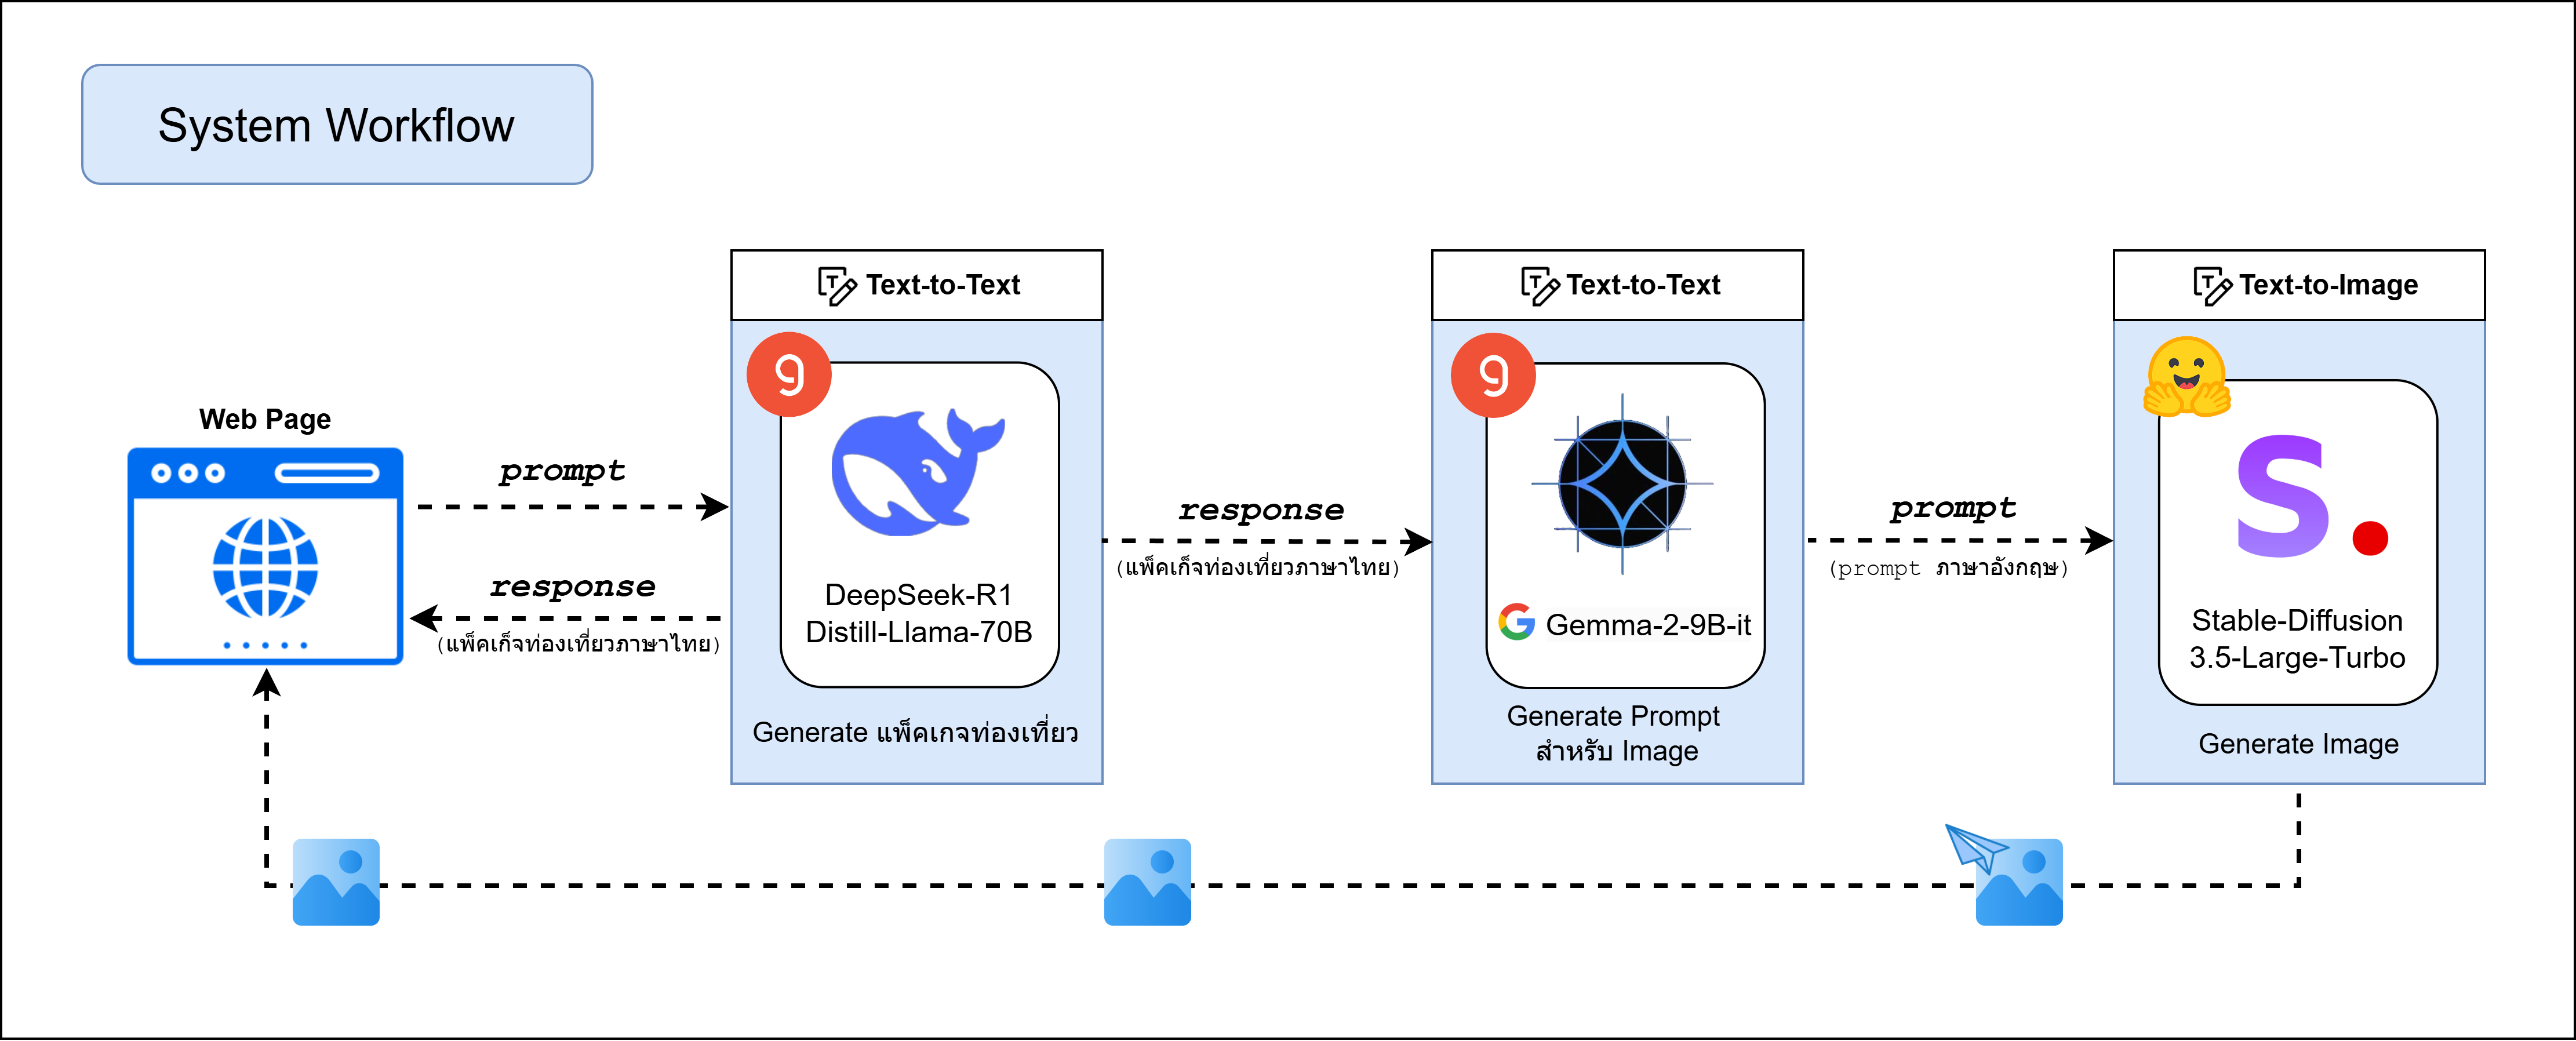 System Workflow
Text-to-Text
Text-to-Text
Text-to-Image
Web Page
prompt
response
(แพ็คเก็จท่องเที่ยวภาษาไทย)
DeepSeek-R1
Distill-Llama-70B
Generate แพ็คเกจท่องเที่ยว
response
(แพ็คเก็จท่องเที่ยวภาษาไทย)
Gemma-2-9B-it
Generate Prompt
สำหรับ Image
prompt
(prompt ภาษาอังกฤษ)
S.
Stable-Diffusion
3.5-Large-Turbo
Generate Image